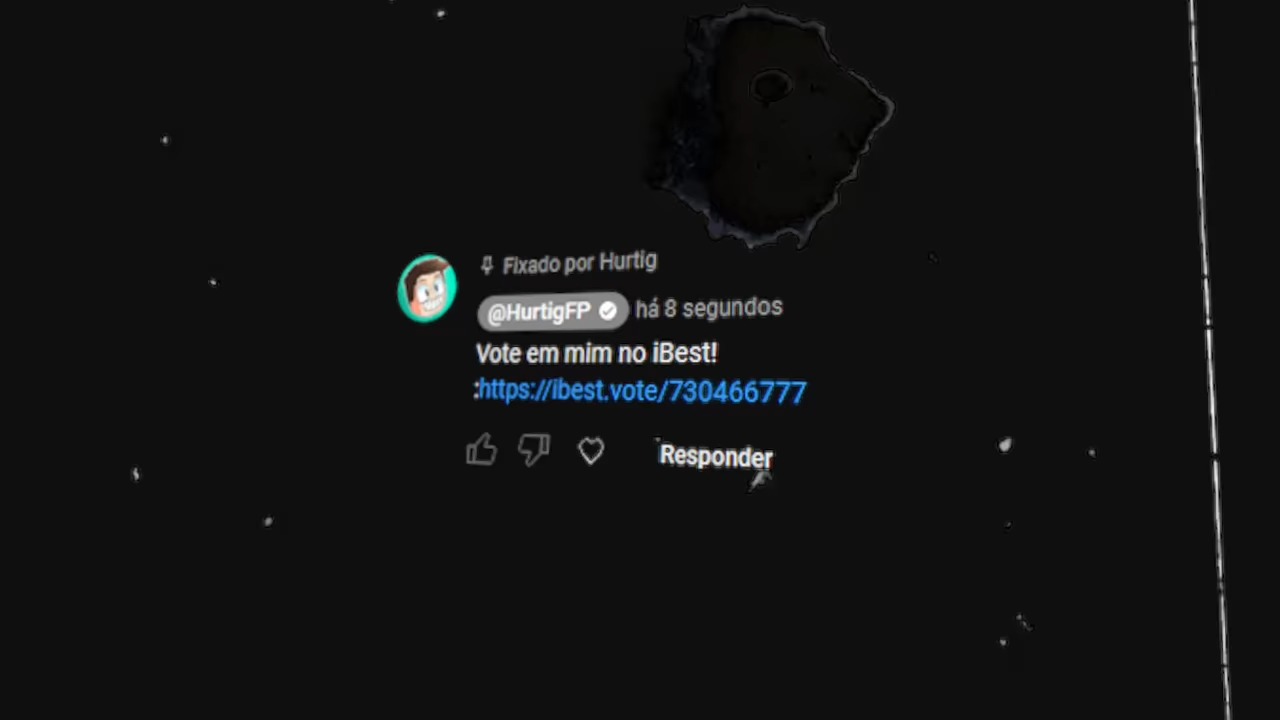 Fixado por Hurtig
@HurtigFP há 8 segundos
Vote em mim no iBest!
:https://ibest.vote/730466777
Responder